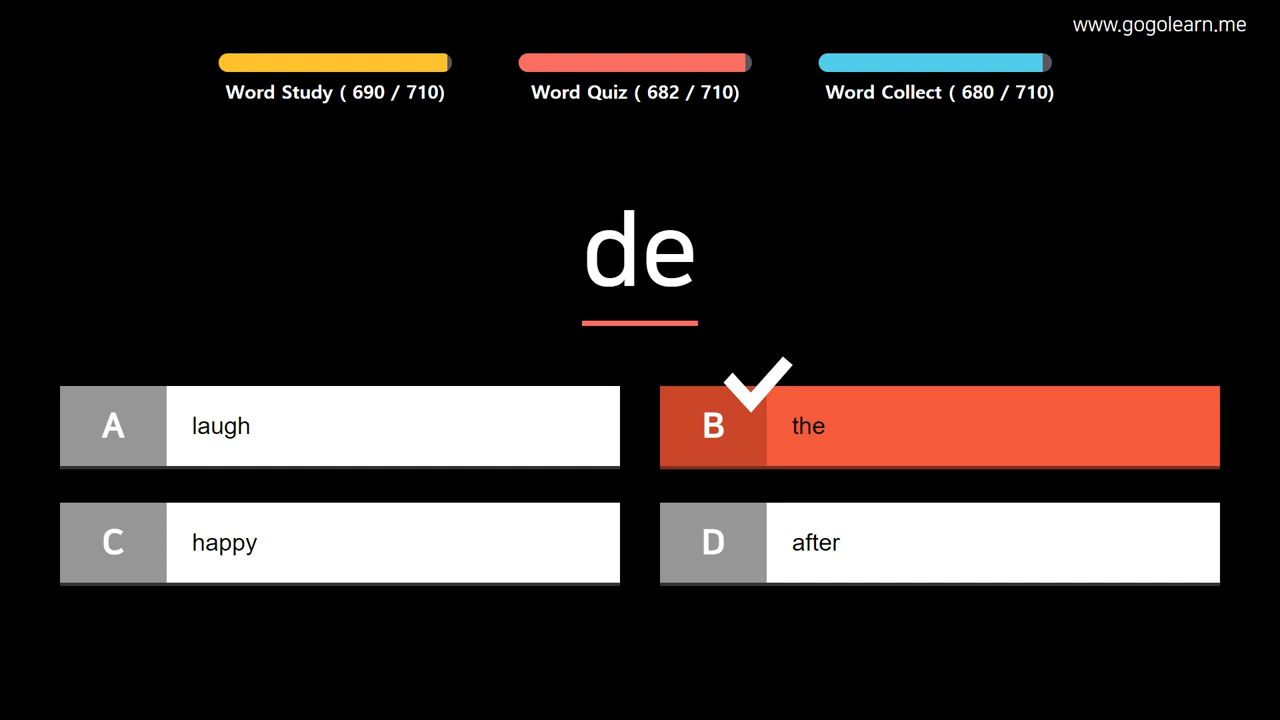 www.gogolearn.me
Word Study ( 690 / 710)
Word Quiz ( 682 / 710)
Word Collect ( 680 / 710)
de
A
laugh
B
the
C
happy
D
after